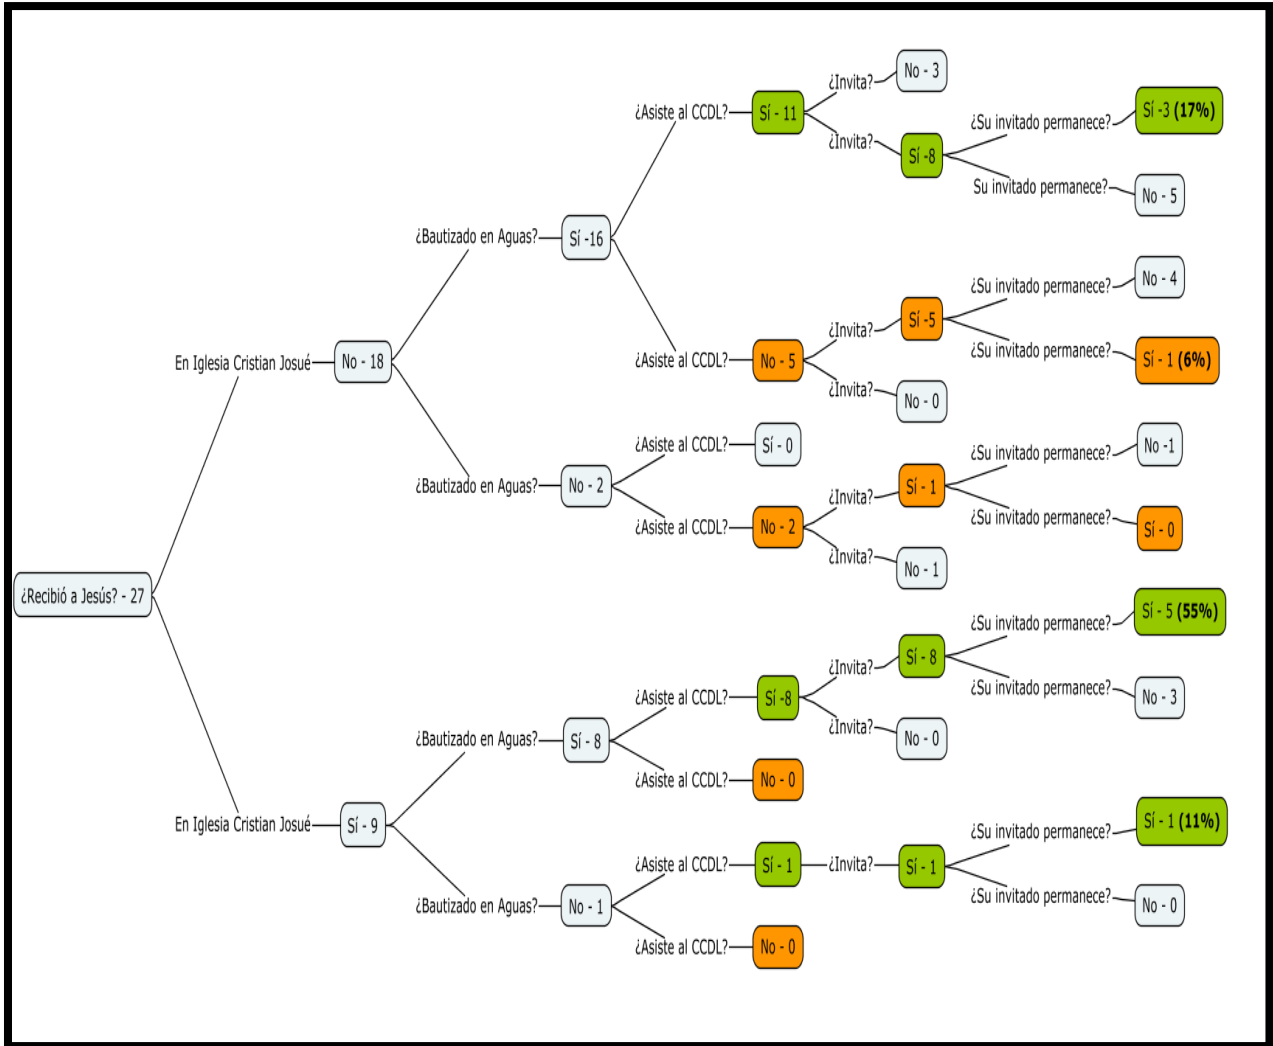 No - 3
¿Invita?
Sí -3 (17%)
¿Asiste al CCDL?
Sí - 11
¿Su invitado permanece?
¿Invita?
Sí -8
Su invitado permanece?
No - 5
¿Bautizado en Aguas?
Sí -16
No - 4
¿Su invitado permanece?
Sí -5
¿Invita?
¿Su invitado permanece?
Sí - 1 (6%)
¿Asiste al CCDL?
No - 5
En Iglesia Cristian Josué
No - 18
¿Invita?
No - 0
¿Asiste al CCDL?
Sí - 0
No -1
¿Su invitado permanece?
¿Bautizado en Aguas?
No - 2
Sí - 1
¿Invita?
¿Su invitado permanece?
Sí - 0
¿Asiste al CCDL?
No - 2
¿Invita?
No - 1
¿Recibió a Jesús? - 27
Sí - 5 (55%)
¿Su invitado permanece?
Sí - 8
¿Invita?
¿Su invitado permanece?
No - 3
¿Asiste al CCDL?
Sí -8
¿Invita?
No - 0
¿Bautizado en Aguas?
Sí - 8
¿Asiste al CCDL?
No - 0
En Iglesia Cristian Josué
Sí - 9
Sí - 1 (11%)
¿Su invitado permanece?
¿Asiste al CCDL?
Sí - 1
¿Invita?
Sí - 1
¿Su invitado permanece?
No - 0
¿Bautizado en Aguas?
No - 1
¿Asiste al CCDL?
No - 0